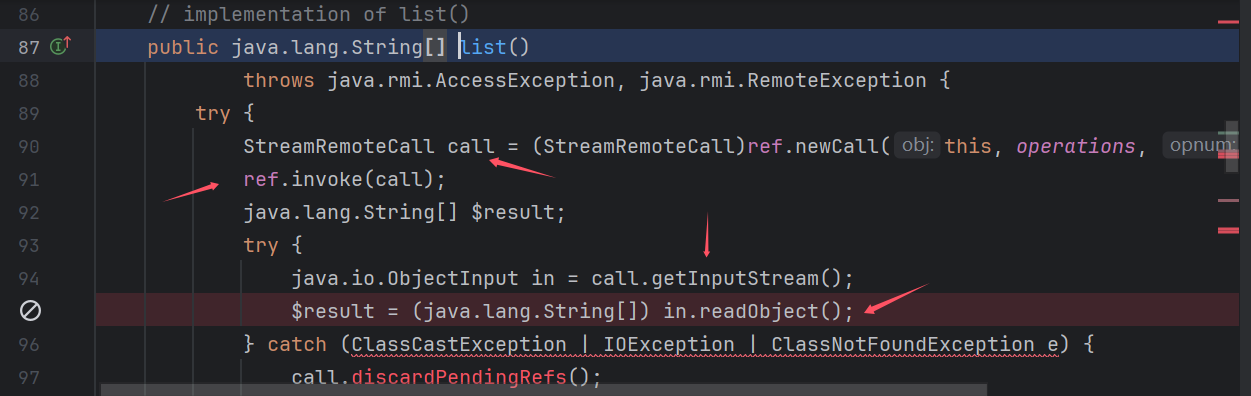 86 // implementation of list()
87 public java.lang.String[] list()
88 throws java.rmi.AccessException, java.rmi.RemoteException {
89 try {
90 StreamRemoteCall call = (StreamRemoteCall)ref.newCall( obj: this, operations, opnum:
91 ref.invoke(call);
92 java.lang.String[] $result;
93 try {
94 java.io.ObjectInput in = call.getInputStream();
$result = (java.lang.String[]) in.readObject();
96 } catch (ClassCastException | IOException | ClassNotFoundException e) {
97 call.discardPendingRefs();